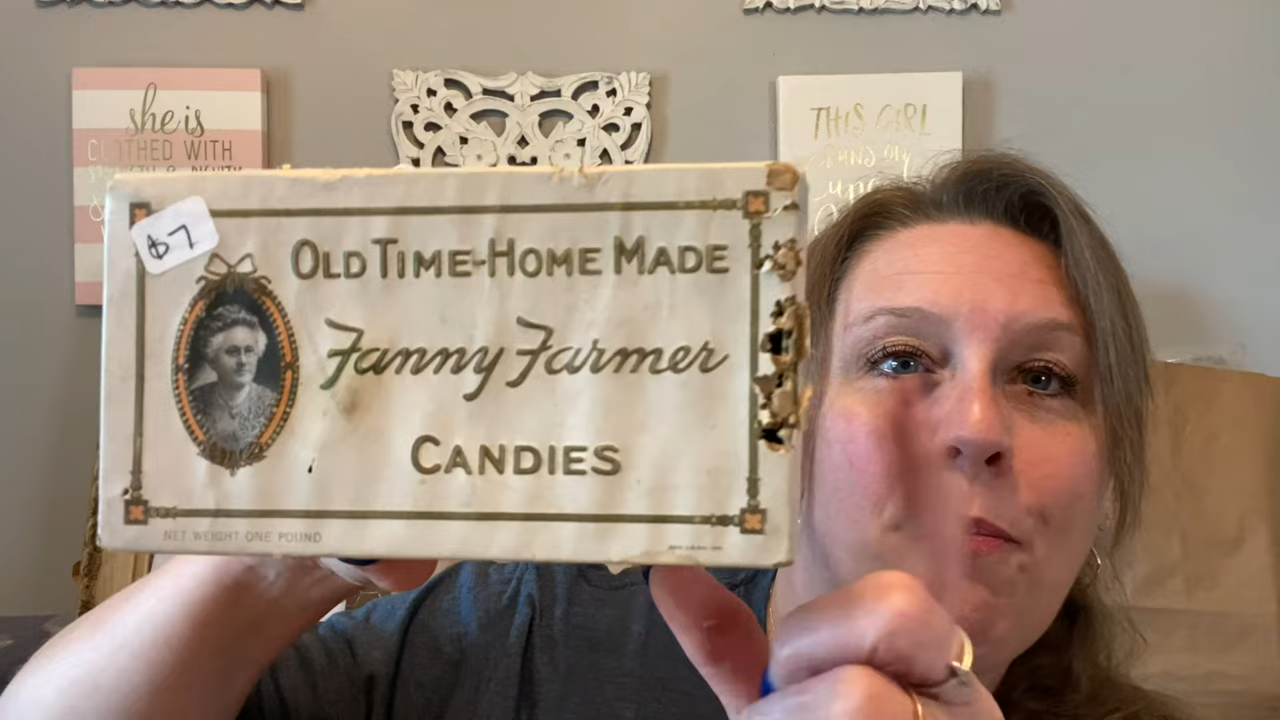 she is
CLOTHED WITH
THIS GIRL
$7
OLD TIME-HOME MADE
Fanny Farmer
CANDIES
NET WEIGHT ONE POUND